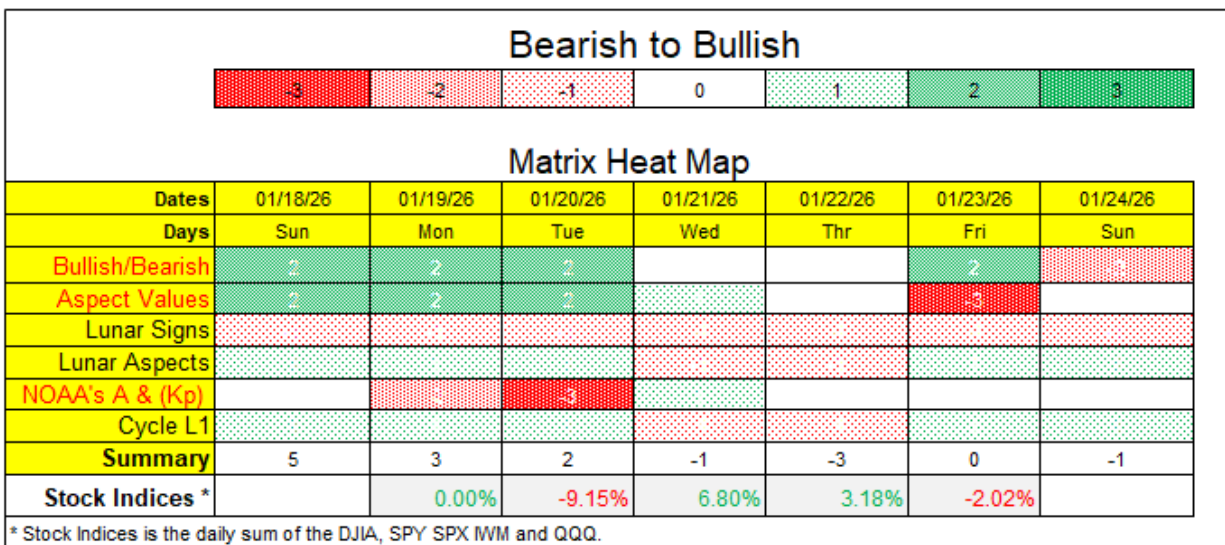 Bearish to Bullish
-3 -2 -1 0 1 2 3
Matrix Heat Map
Dates 01/18/26 01/19/26 01/20/26 01/21/26 01/22/26 01/23/26 01/24/26
Days Sun Mon Tue Wed Thr Fri Sun
Bullish/Bearish 2 2 2 2
Aspect Values 2 2 2 -3
Lunar Signs
Lunar Aspects
NOAA's A & (Kp) -3
Cycle L1
Summary 5 3 2 -1 -3 0 -1
Stock Indices * 0.00% -9.15% 6.80% 3.18% -2.02%
* Stock Indices is the daily sum of the DJIA, SPY SPX IWM and QQQ.